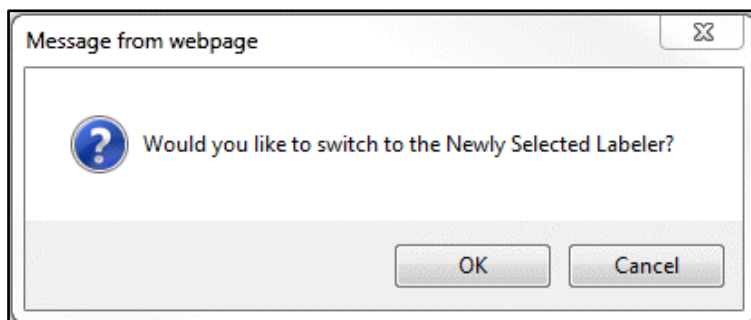 Message from webpage
Would you like to switch to the Newly Selected Labeler?
OK Cancel